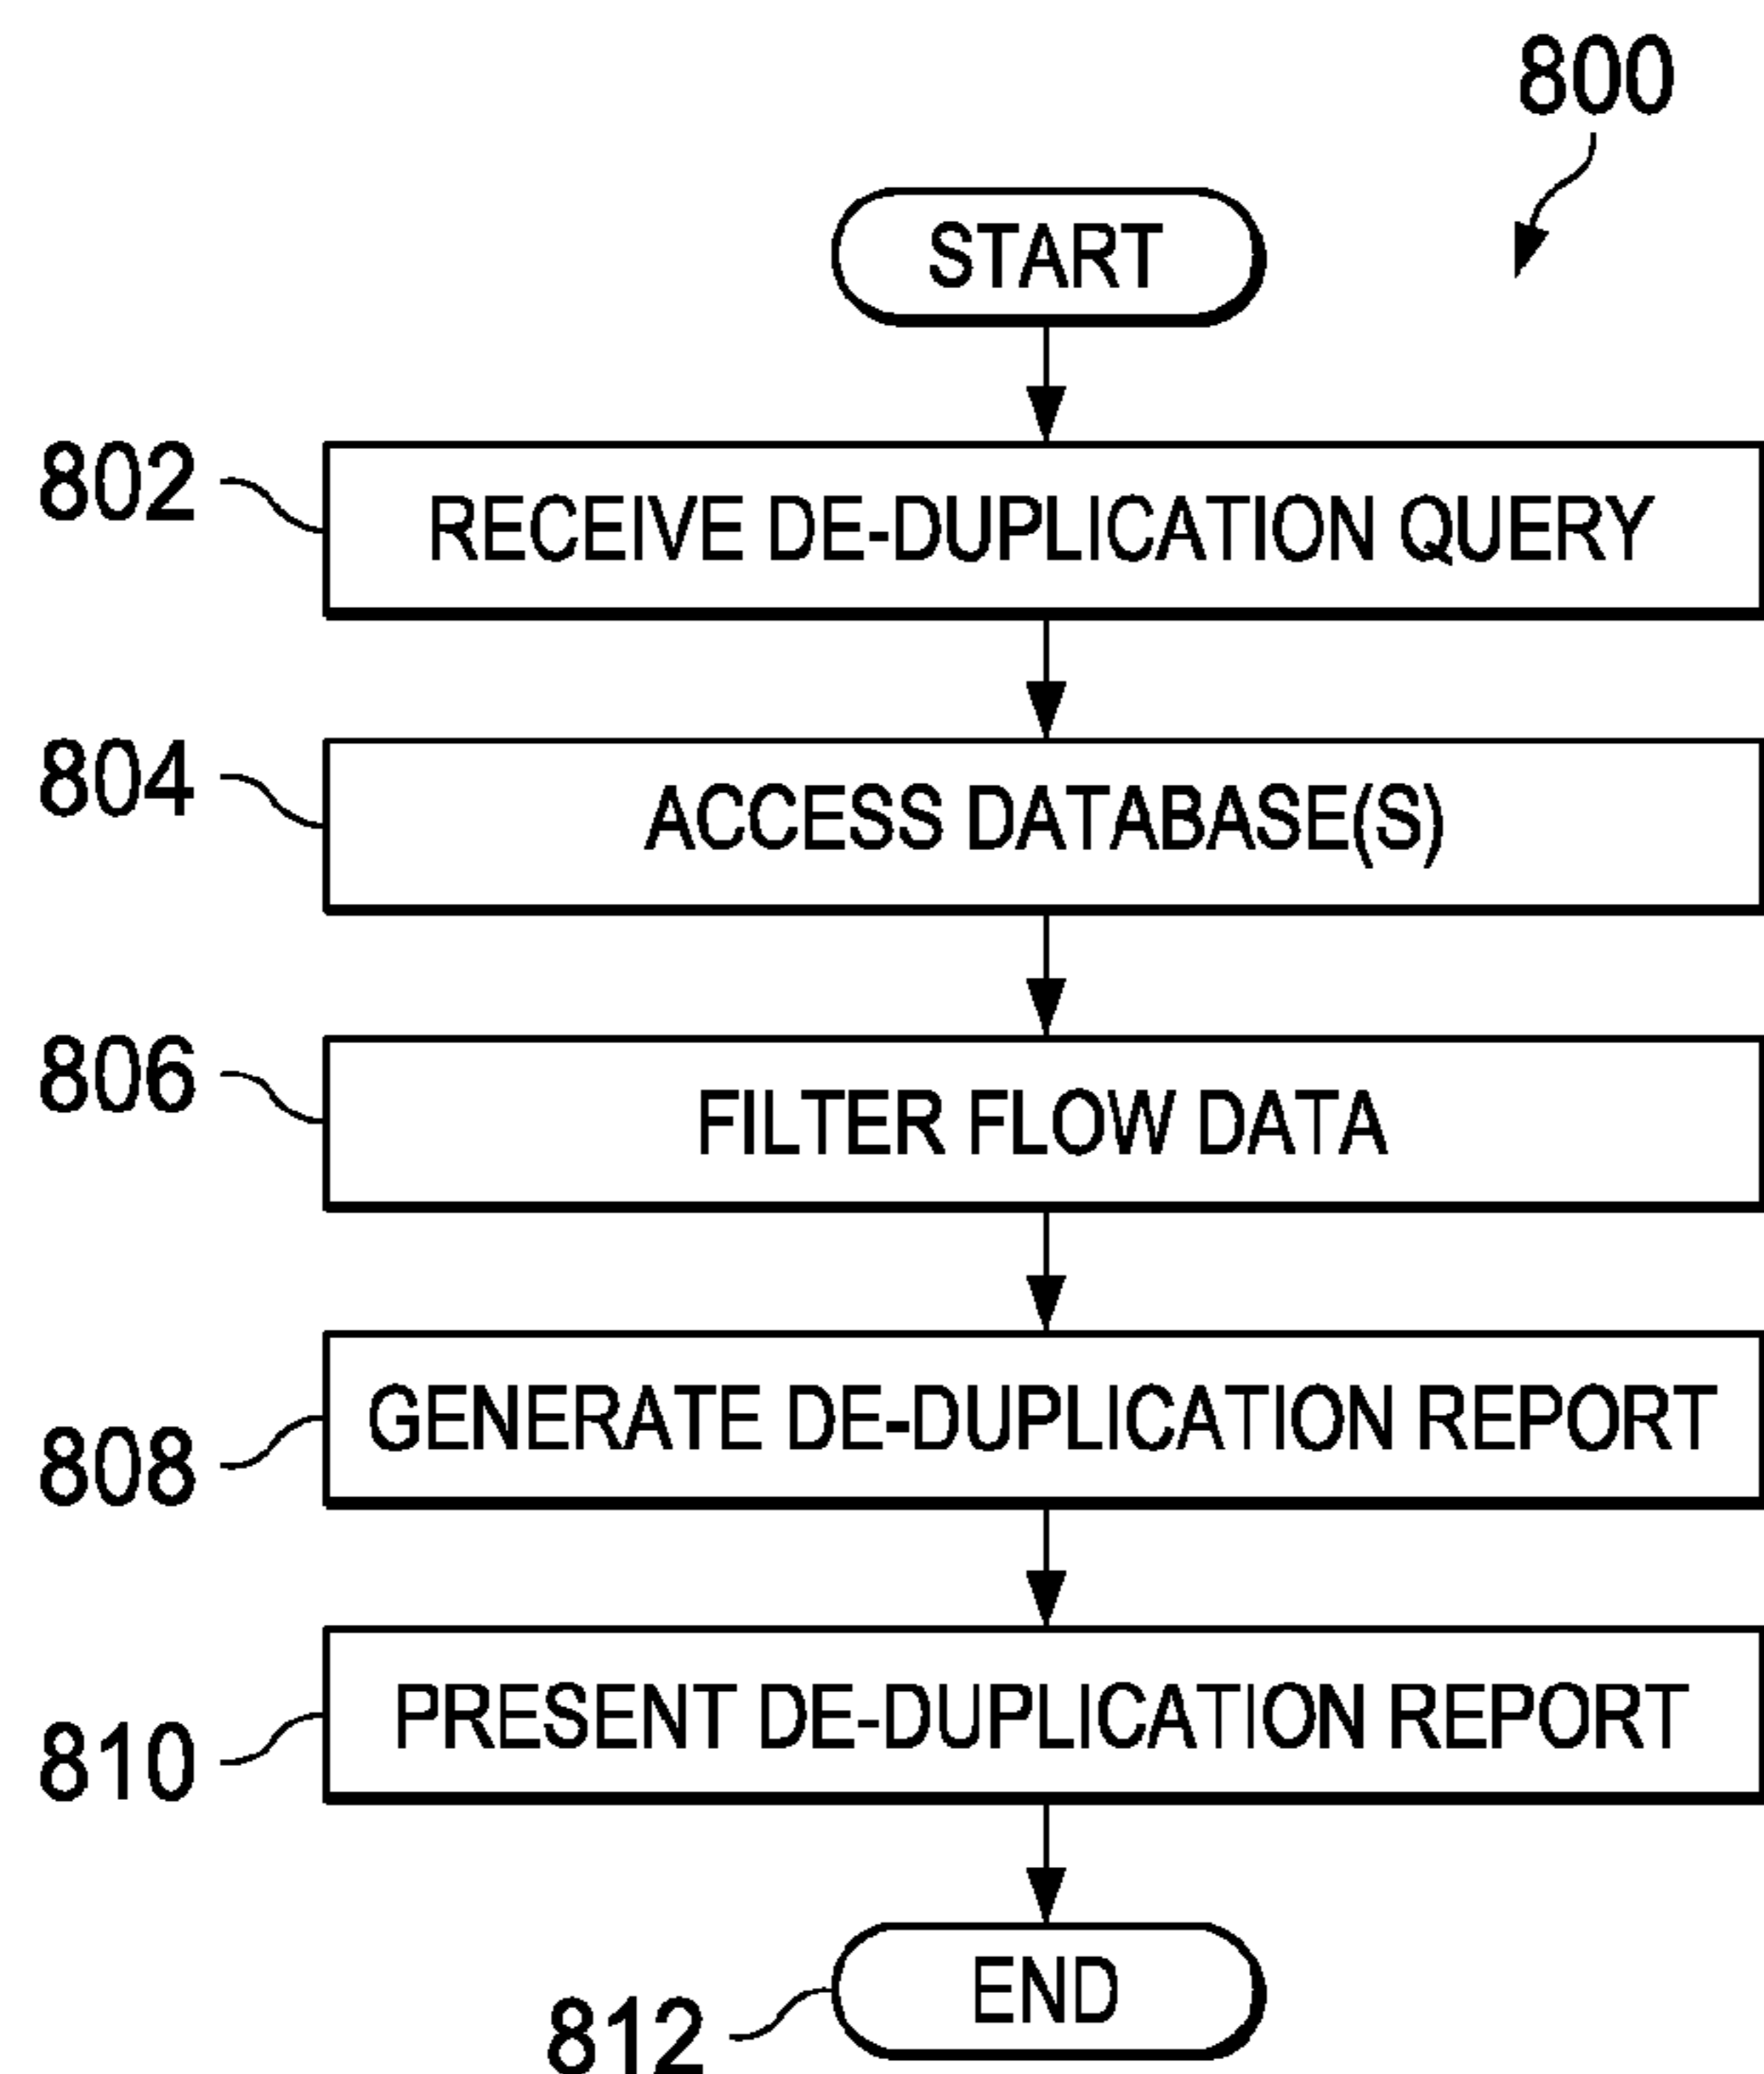 800
START
802
RECEIVE DE-DUPLICATION QUERY
804
ACCESS DATABASE(S)
806
FILTER FLOW DATA
808
GENERATE DE-DUPLICATION REPORT
810
PRESENT DE-DUPLICATION REPORT
812
END